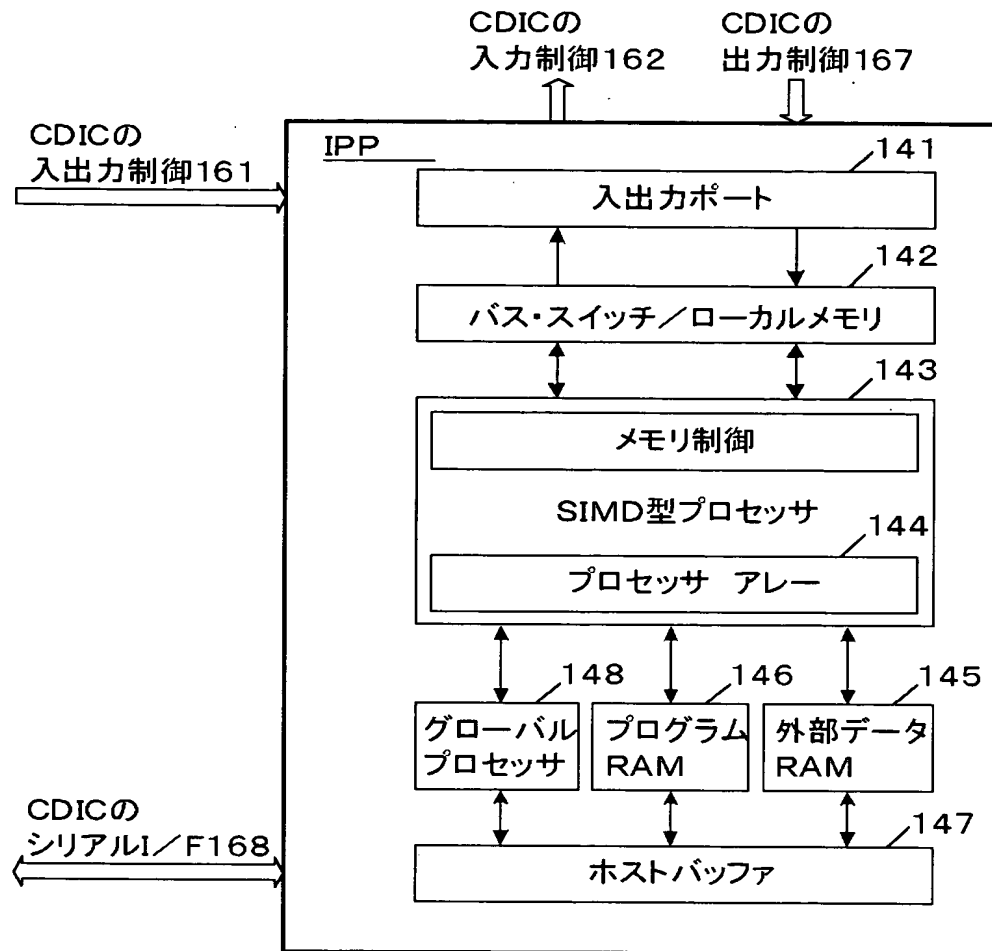 CDICの
入力制御162
CDICの
出力制御167
CDICの
入出力制御161
IPP
141
入出力ポート
142
バス・スイッチ／ローカルメモリ
143
メモリ制御
SIMD型プロセッサ
144
プロセッサ アレー
148
146
145
グローバル
プロセッサ
プログラム
RAM
外部データ
RAM
CDICの
シリアルI／F168
147
ホストバッファ